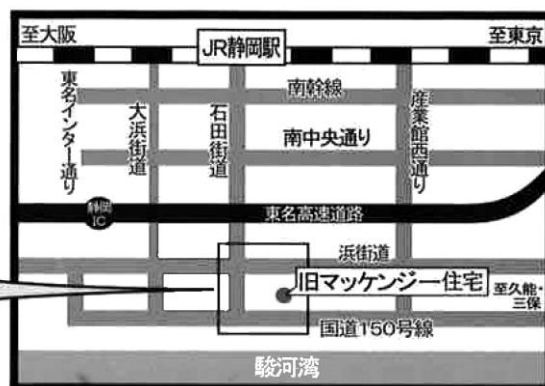 至大阪
JR静岡駅
至東京
南幹線
東名インター通り
大浜街道
石田街道
産業館西通り
南中央通り
静岡
IC
東名高速道路
浜街道
旧マッケンジー住宅
至久能・
三保
国道150号線
駿河湾